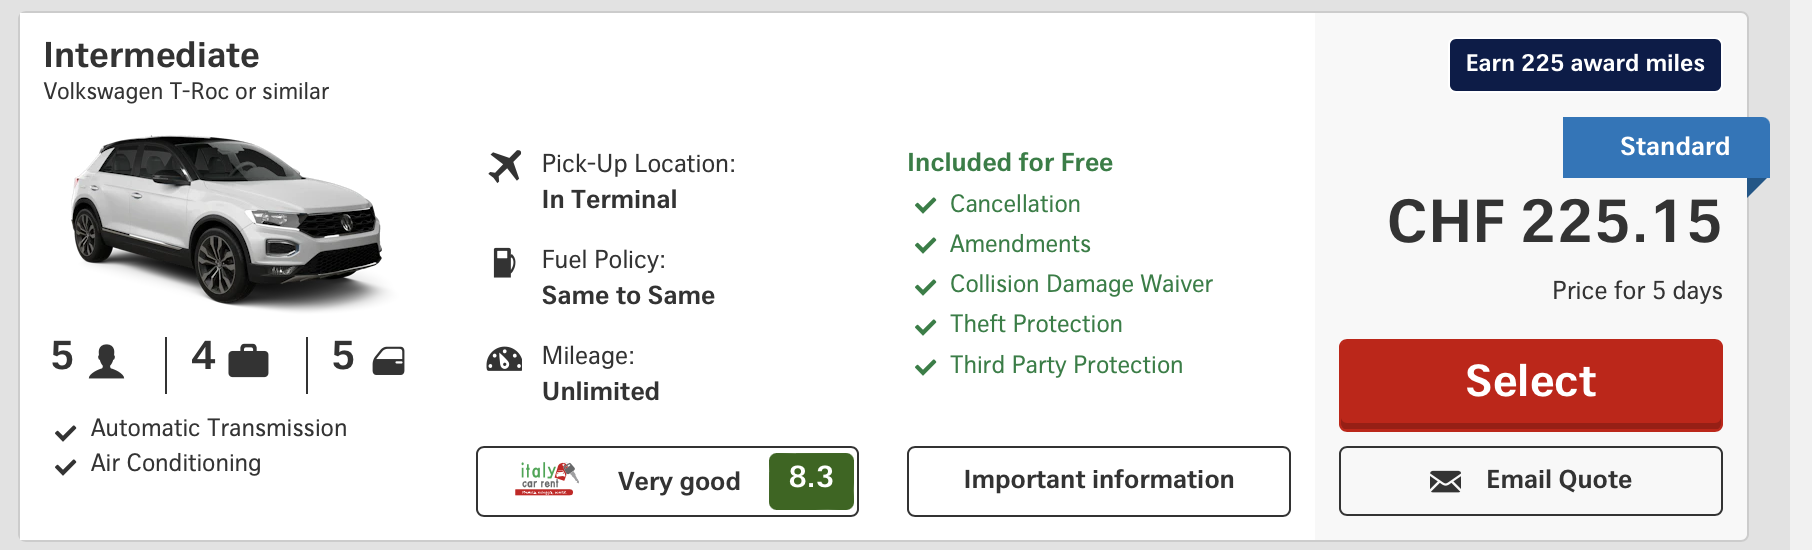 Intermediate
Volkswagen T-Roc or similar
5
4
5
Automatic Transmission
Air Conditioning
Pick-Up Location:
In Terminal
Fuel Policy:
Same to Same
Mileage:
Unlimited
italy
car rent
Very good
8.3
Included for Free
Cancellation
Amendments
Collision Damage Waiver
Theft Protection
Third Party Protection
Important information
Earn 225 award miles
Standard
CHF 225.15
Price for 5 days
Select
Email Quote